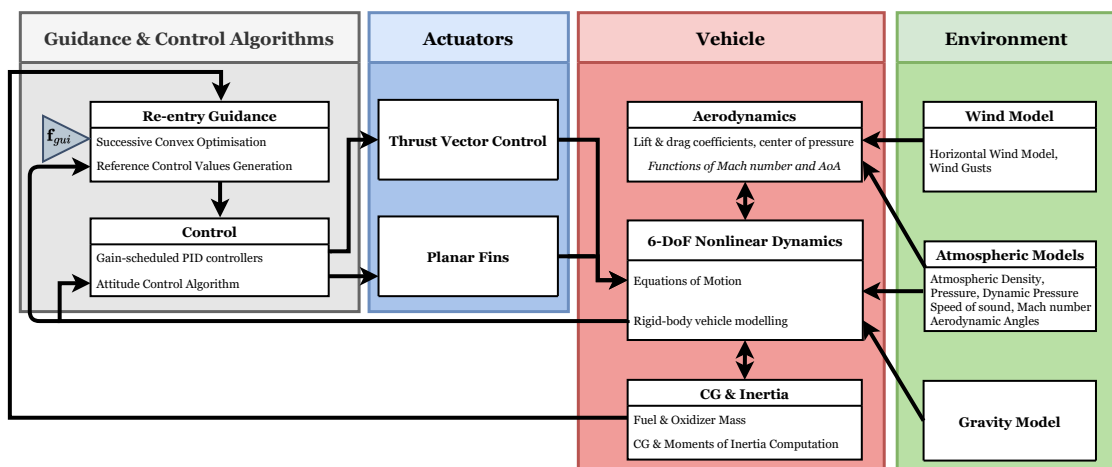 Guidance & Control Algorithms
Actuators
Vehicle
Environment
f_gui
Re-entry Guidance
Successive Convex Optimisation
Reference Control Values Generation
Control
Gain-scheduled PID controllers
Attitude Control Algorithm
Thrust Vector Control
Planar Fins
Aerodynamics
Lift & drag coefficients, center of pressure
Functions of Mach number and AoA
6-DoF Nonlinear Dynamics
Equations of Motion
Rigid-body vehicle modelling
CG & Inertia
Fuel & Oxidizer Mass
CG & Moments of Inertia Computation
Wind Model
Horizontal Wind Model,
Wind Gusts
Atmospheric Models
Atmospheric Density,
Pressure, Dynamic Pressure
Speed of sound, Mach number
Aerodynamic Angles
Gravity Model